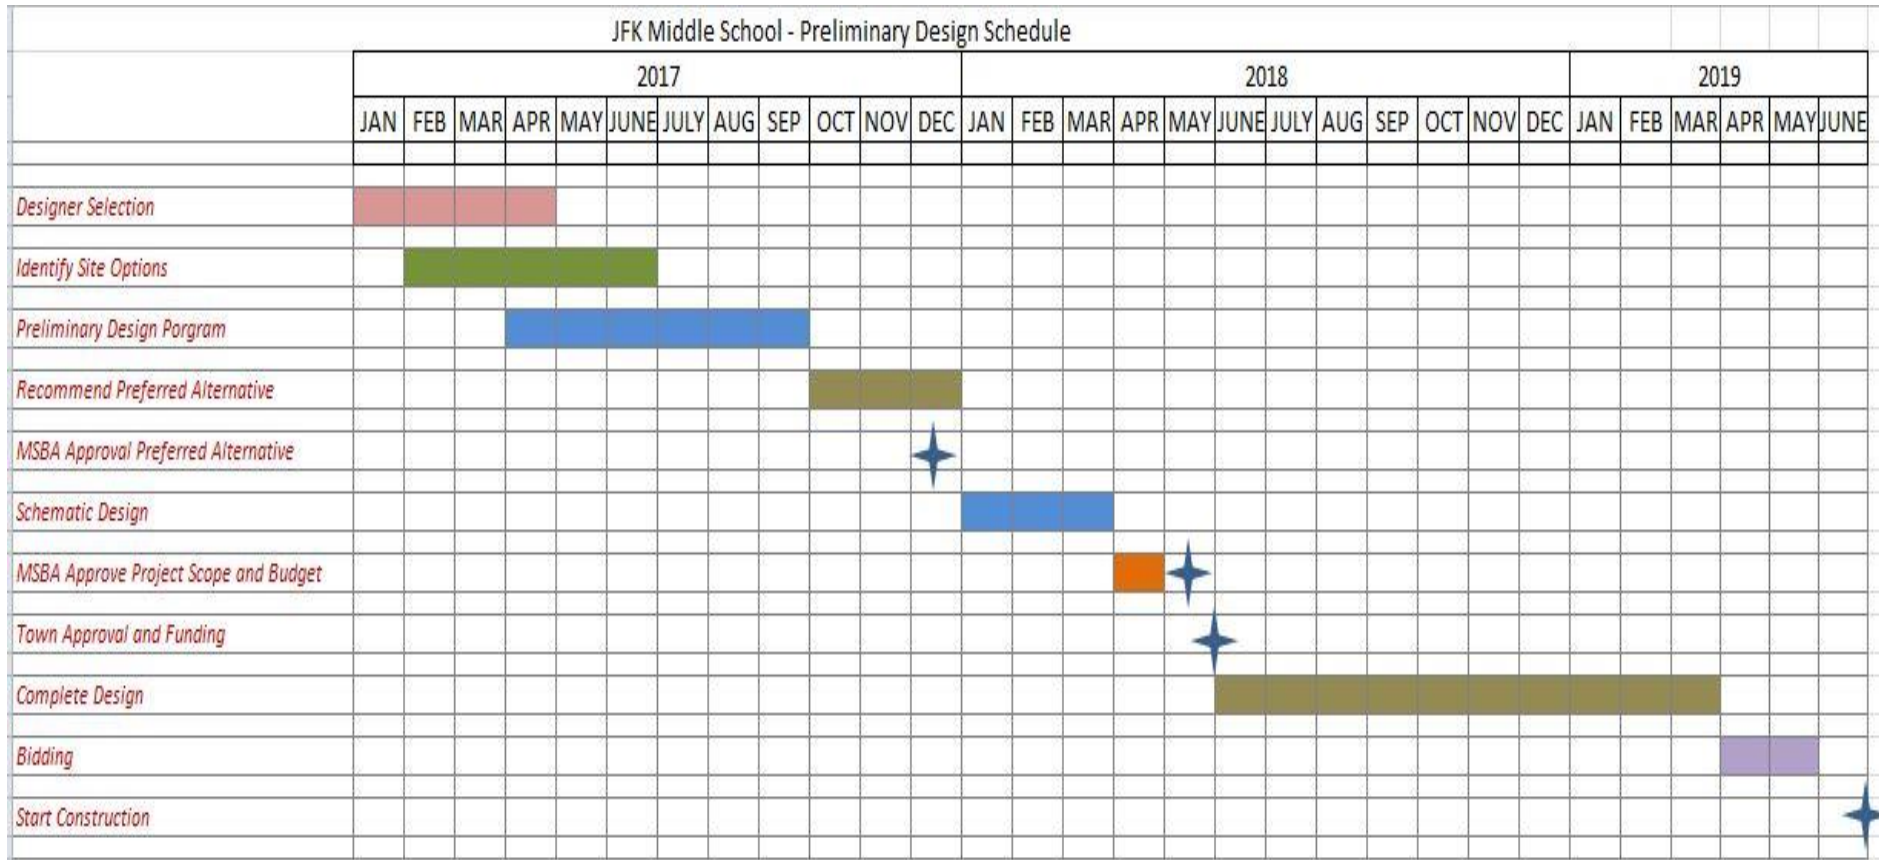 JFK Middle School - Preliminary Design Schedule
2017 2018 2019
JAN FEB MAR APR MAY JUNE JULY AUG SEP OCT NOV DEC JAN FEB MAR APR MAY JUNE JULY AUG SEP OCT NOV DEC JAN FEB MAR APR MAY JUNE
Designer Selection
Identify Site Options
Preliminary Design Porgram
Recommend Preferred Alternative
MSBA Approval Preferred Alternative
Schematic Design
MSBA Approve Project Scope and Budget
Town Approval and Funding
Complete Design
Bidding
Start Construction